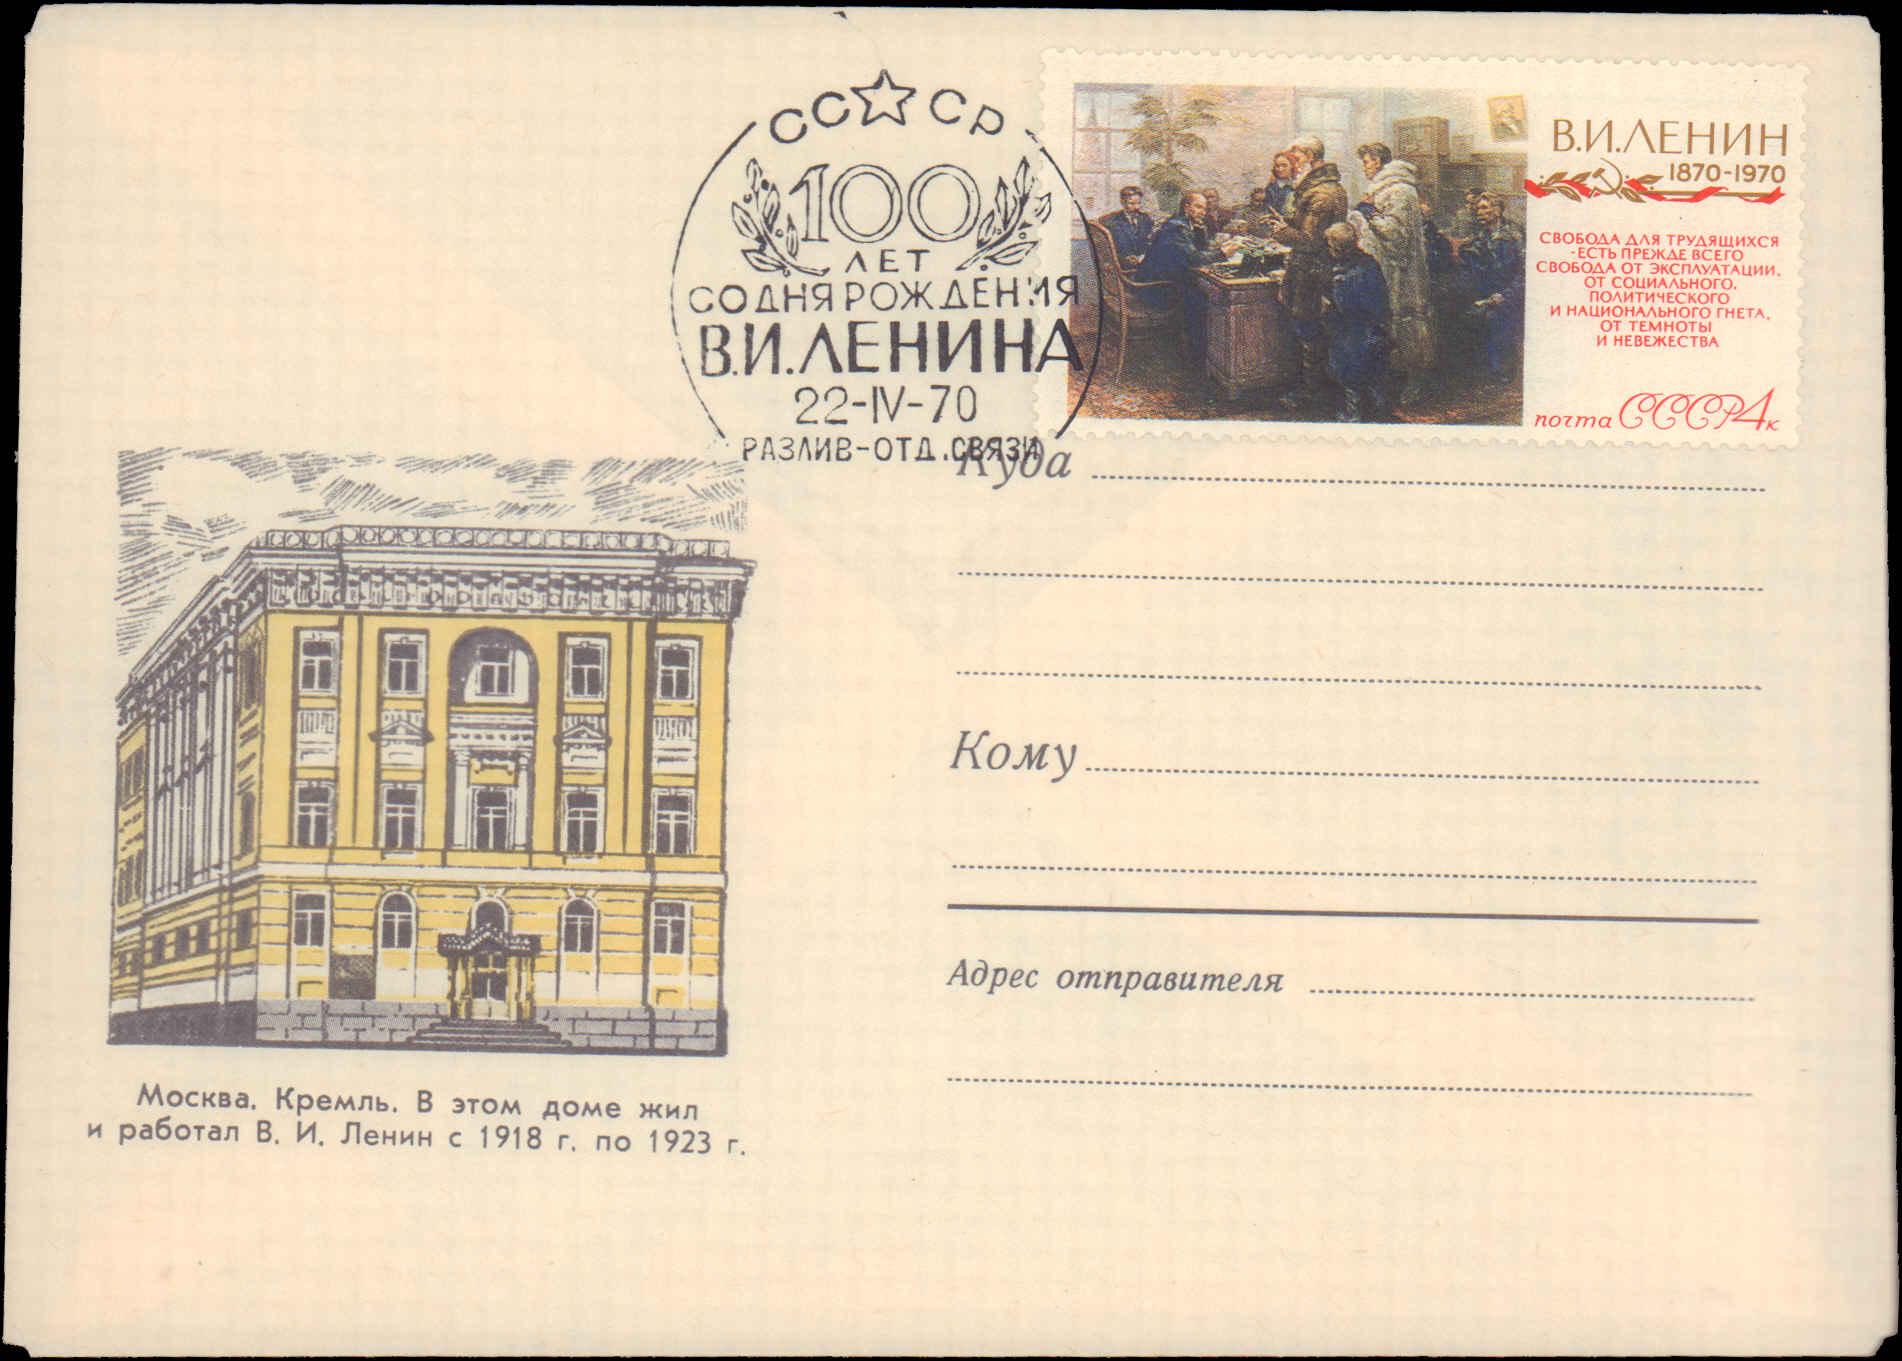 СССР
100
ЛЕТ
СО ДНЯ РОЖДЕНИЯ
В.И.ЛЕНИНА
22-IV-70
РАЗЛИВ-ОТД.СВЯЗИ
В.И.ЛЕНИН
1870-1970
СВОБОДА ДЛЯ ТРУДЯЩИХСЯ
-ЕСТЬ ПРЕЖДЕ ВСЕГО
СВОБОДА ОТ ЭКСПЛУАТАЦИИ,
ОТ СОЦИАЛЬНОГО,
ПОЛИТИЧЕСКОГО
И НАЦИОНАЛЬНОГО ГНЕТА,
ОТ ТЕМНОТЫ
И НЕВЕЖЕСТВА
почта СССР 4к
Куда
Кому
Адрес отправителя
Москва. Кремль. В этом доме жил
и работал В. И. Ленин с 1918 г. по 1923 г.